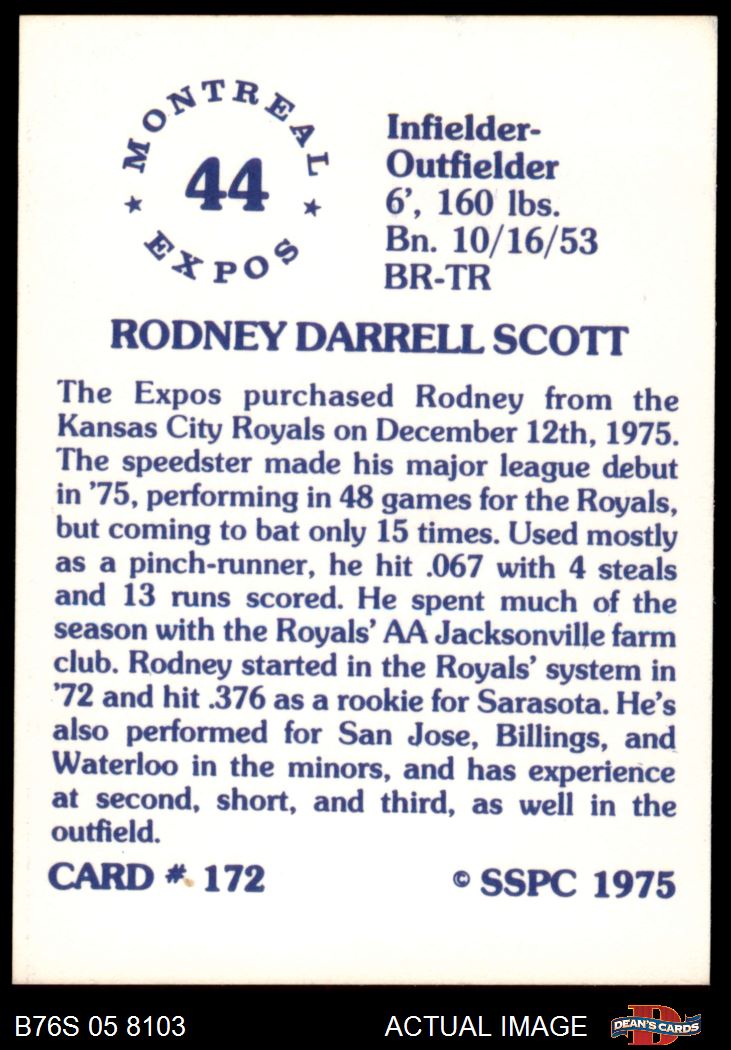 MONTREAL
44
EXPOS
Infielder-
Outfielder
6', 160 lbs.
Bn. 10/16/53
BR-TR
RODNEY DARRELL SCOTT
The Expos purchased Rodney from the
Kansas City Royals on December 12th, 1975.
The speedster made his major league debut
in '75, performing in 48 games for the Royals,
but coming to bat only 15 times. Used mostly
as a pinch-runner, he hit .067 with 4 steals
and 13 runs scored. He spent much of the
season with the Royals' AA Jacksonville farm
club. Rodney started in the Royals' system in
'72 and hit .376 as a rookie for Sarasota. He's
also performed for San Jose, Billings, and
Waterloo in the minors, and has experience
at second, short, and third, as well in the
outfield.
CARD # 172
© SSPC 1975
B76S 05 8103
ACTUAL IMAGE
D
DEAN'S CARDS